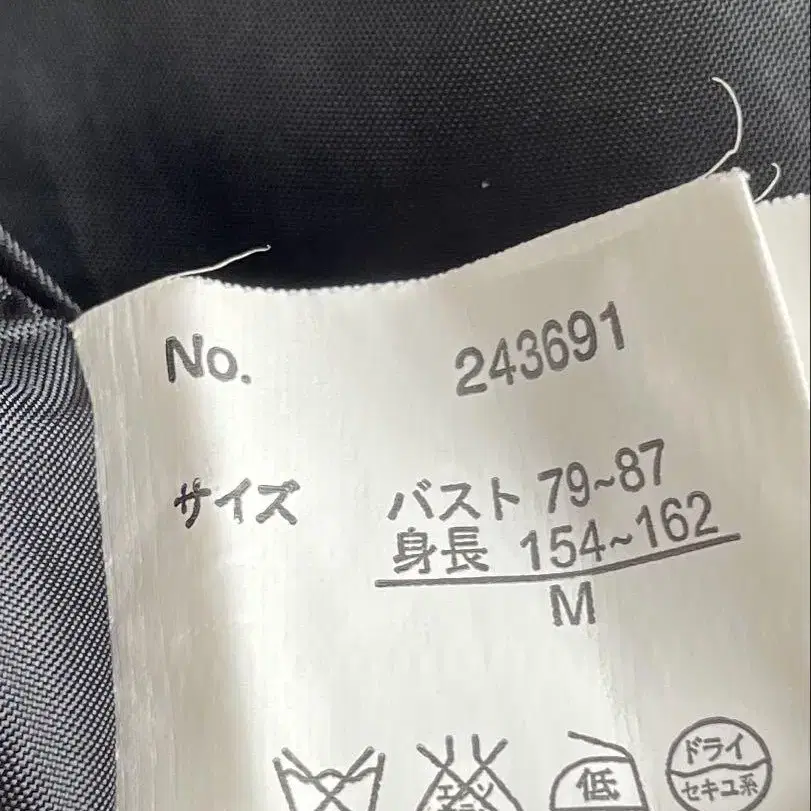 No. 243691
サイズ バスト 79~87
身長 154~162
M
低
ドライ
セキユ系